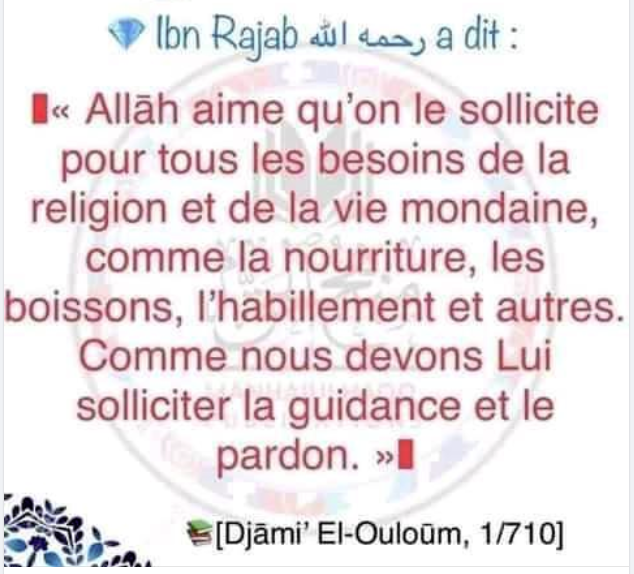 💎 Ibn Rajab رحمه الله a dit :
« Allāh aime qu'on le sollicite
pour tous les besoins de la
religion et de la vie mondaine,
comme la nourriture, les
boissons, l'habillement et autres.
Comme nous devons Lui
solliciter la guidance et le
pardon. »
📚[Djāmi' El-Ouloūm, 1/710]